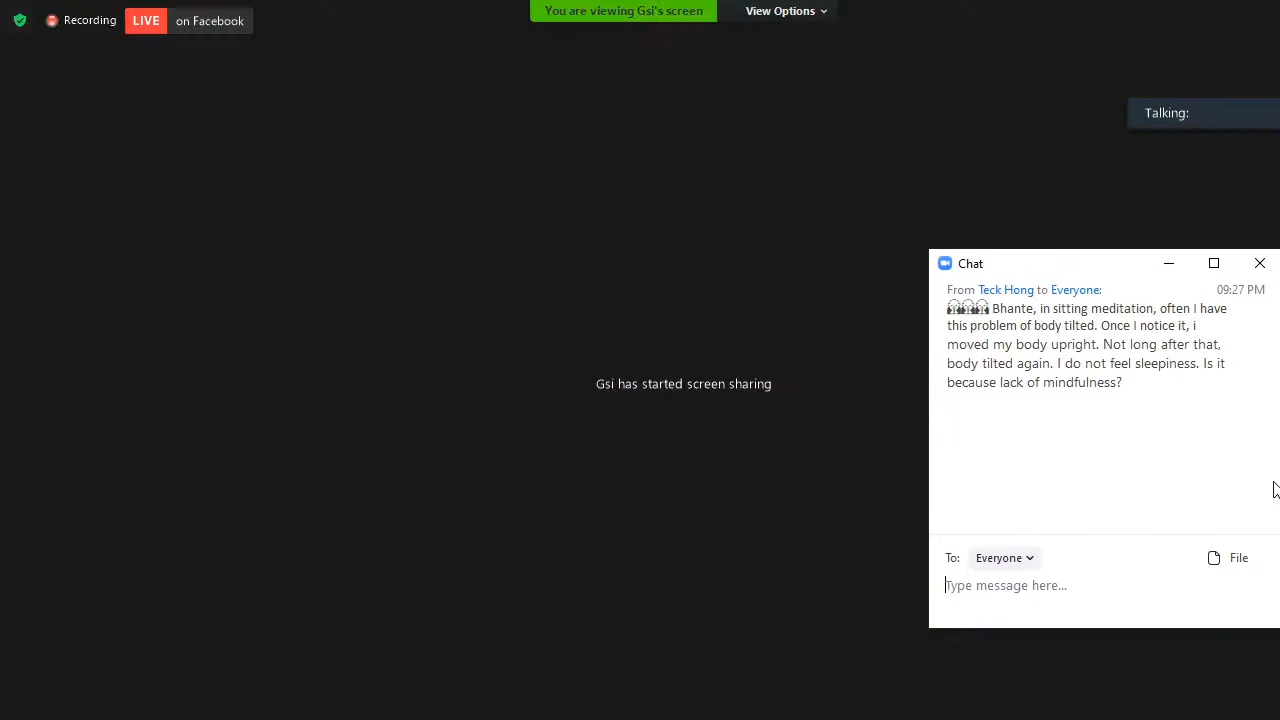 Recording
LIVE on Facebook
You are viewing Gsi's screen
View Options
Talking:
Chat
From Teck Hong to Everyone:
09:27 PM
🙏🙏🙏 Bhante, in sitting meditation, often I have
this problem of body tilted. Once I notice it, i
moved my body upright. Not long after that,
body tilted again. I do not feel sleepiness. Is it
because lack of mindfulness?
Gsi has started screen sharing
To: Everyone
File
Type message here...